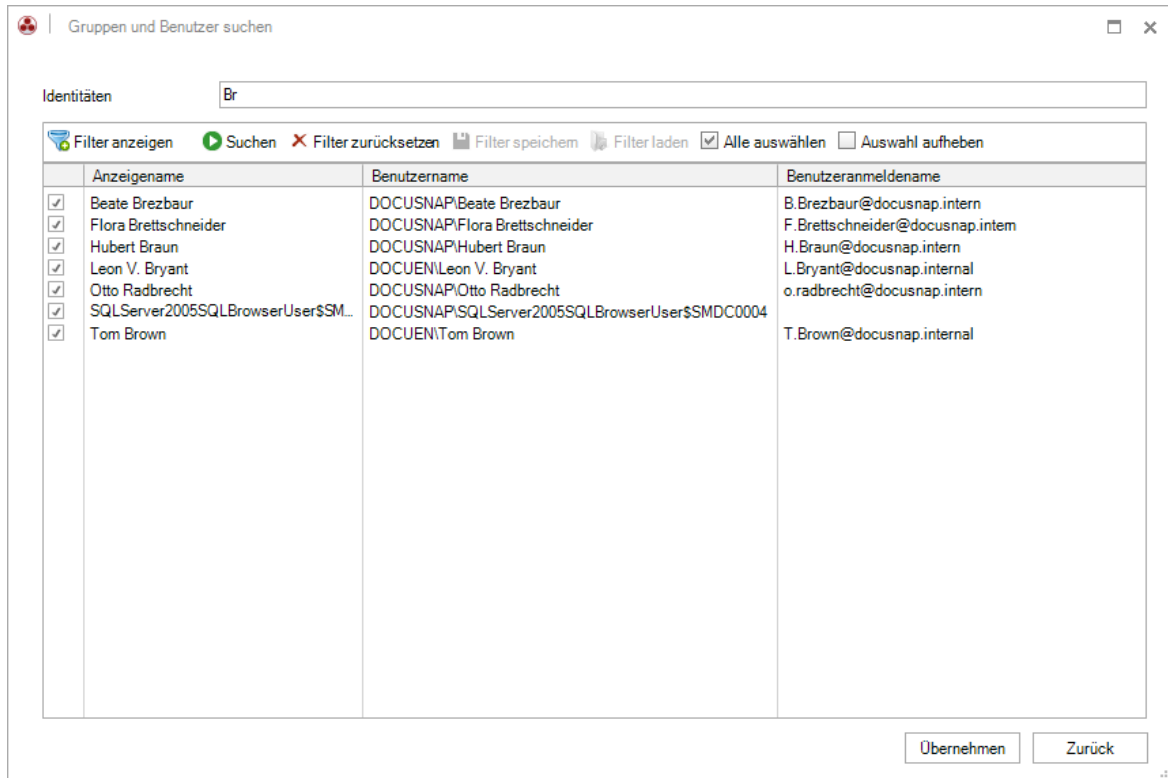 Gruppen und Benutzer suchen
Identitäten Br
Filter anzeigen Suchen Filter zurücksetzen Filter speichern Filter laden Alle auswählen Auswahl aufheben
Anzeigename Benutzername Benutzeranmeldename
Beate Brezbaur DOCUSNAP\Beate Brezbaur B.Brezbaur@docusnap.intern
Flora Brettschneider DOCUSNAP\Flora Brettschneider F.Brettschneider@docusnap.intern
Hubert Braun DOCUSNAP\Hubert Braun H.Braun@docusnap.intern
Leon V. Bryant DOCUEN\Leon V. Bryant L.Bryant@docusnap.internal
Otto Radbrecht DOCUSNAP\Otto Radbrecht o.radbrecht@docusnap.intern
SQLServer2005SQLBrowserUser$SM... DOCUSNAP\SQLServer2005SQLBrowserUser$SMDC0004
Tom Brown DOCUEN\Tom Brown T.Brown@docusnap.internal
Übernehmen Zurück